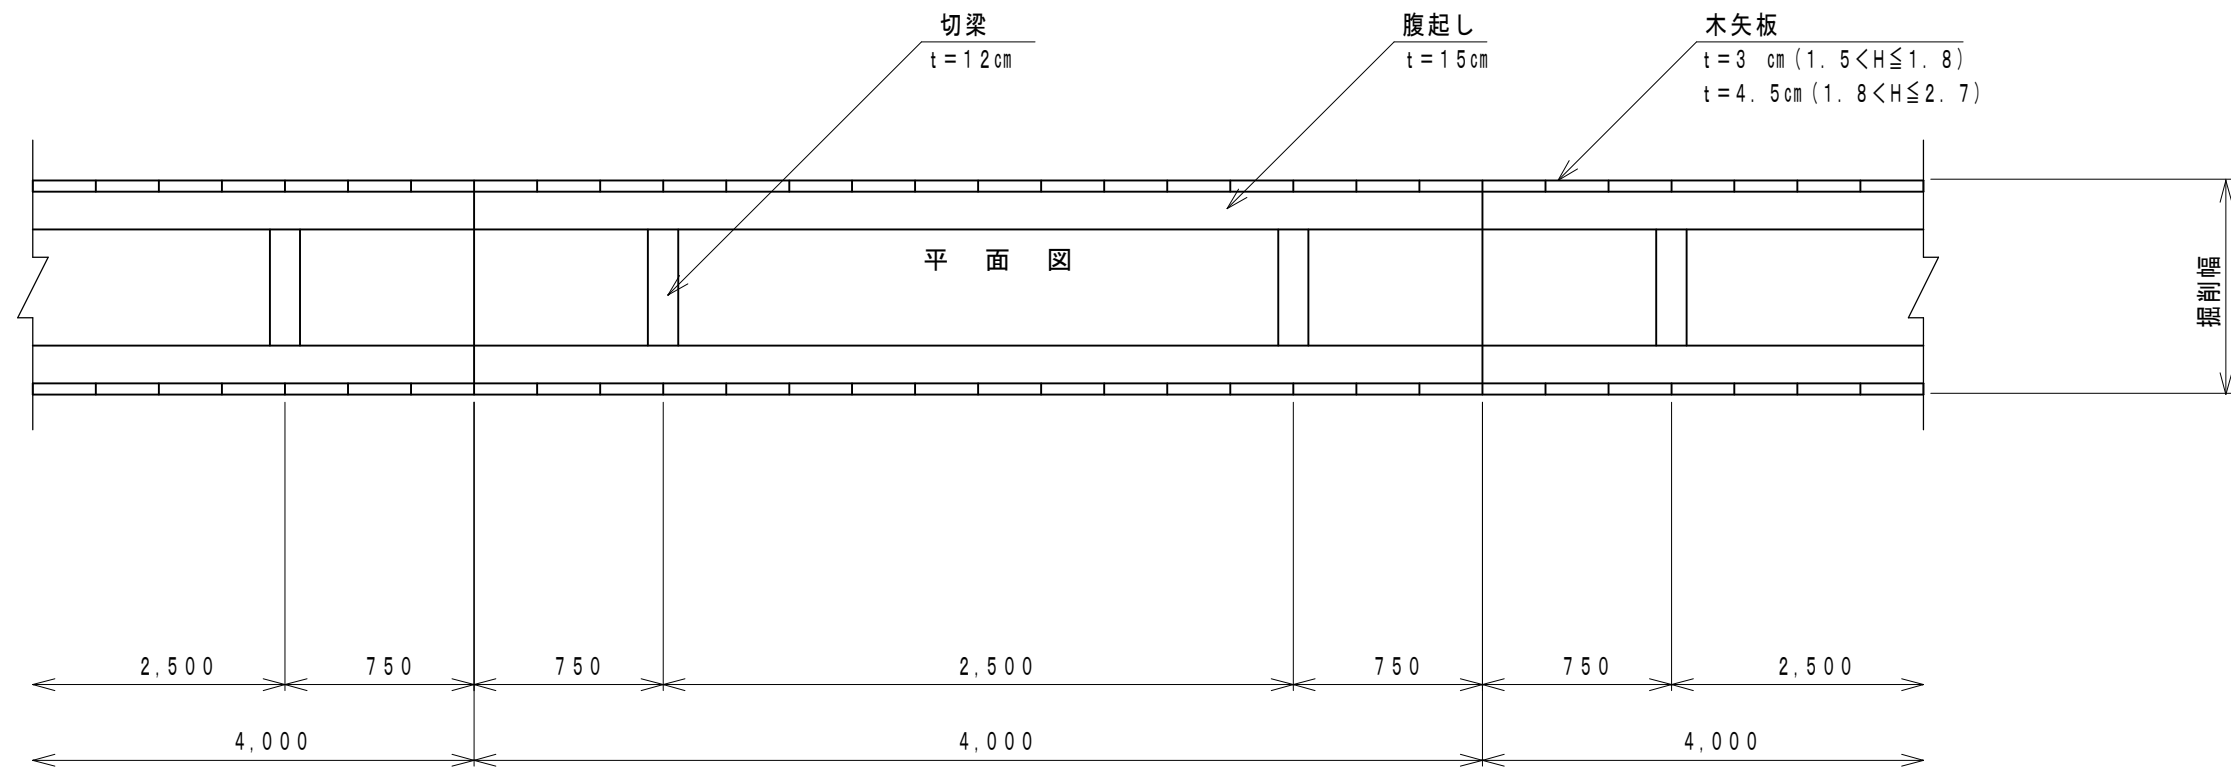 切梁
t=12cm
腹起し
t=15cm
木矢板
t=3 cm(1.5<H≦1.8)
t=4.5cm(1.8<H≦2.7)
平 面 図
掘削幅
2,500
750
750
2,500
750
750
2,500
4,000
4,000
4,000